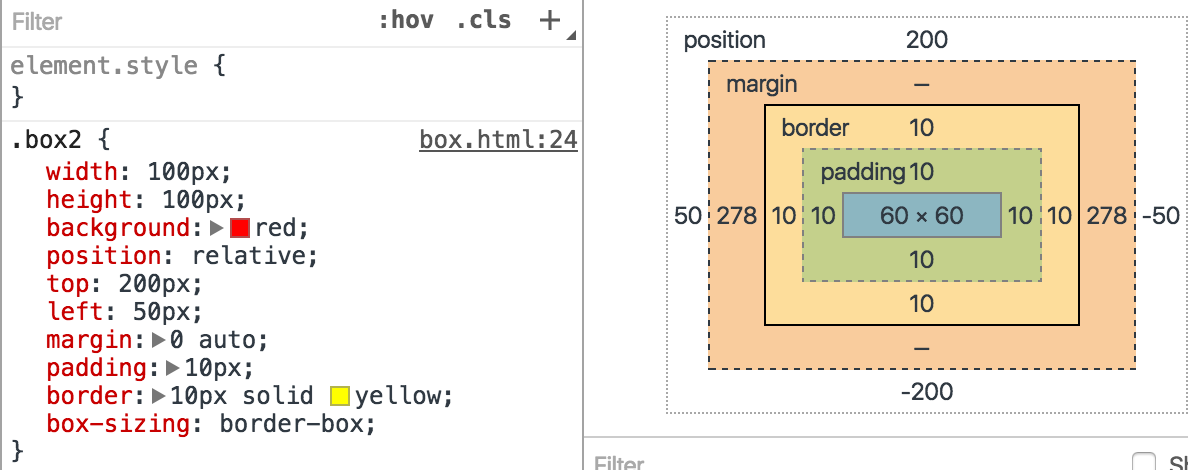 Filter :hov .cls +
element.style {
}
.box2 { box.html:24
width: 100px;
height: 100px;
background: red;
position: relative;
top: 200px;
left: 50px;
margin: 0 auto;
padding: 10px;
border: 10px solid yellow;
box-sizing: border-box;
}
position 200
margin –
border 10
padding 10
50 278 10 10 60 × 60 10 10 278 -50
10
10
–
-200
Filter